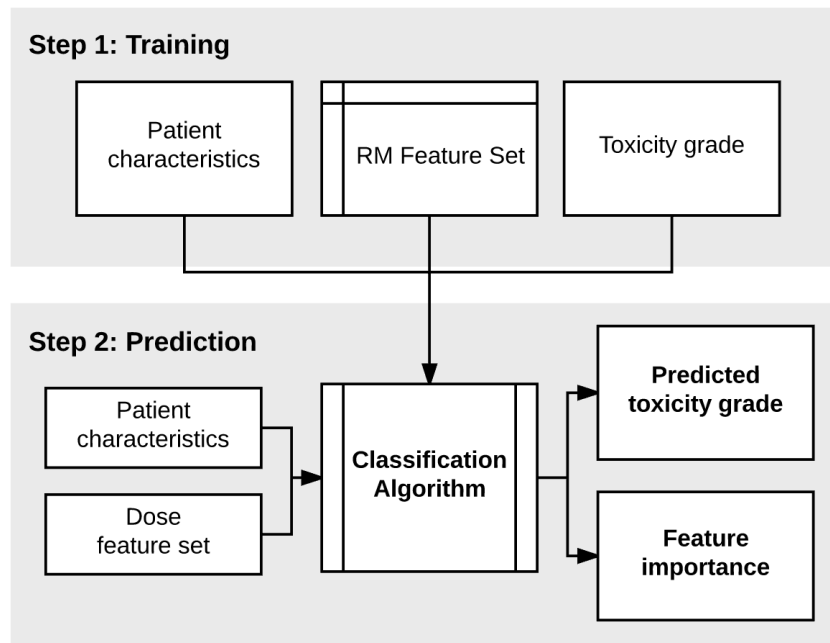 Step 1: Training
Patient
characteristics
RM Feature Set
Toxicity grade
Step 2: Prediction
Patient
characteristics
Dose
feature set
Classification
Algorithm
Predicted
toxicity grade
Feature
importance